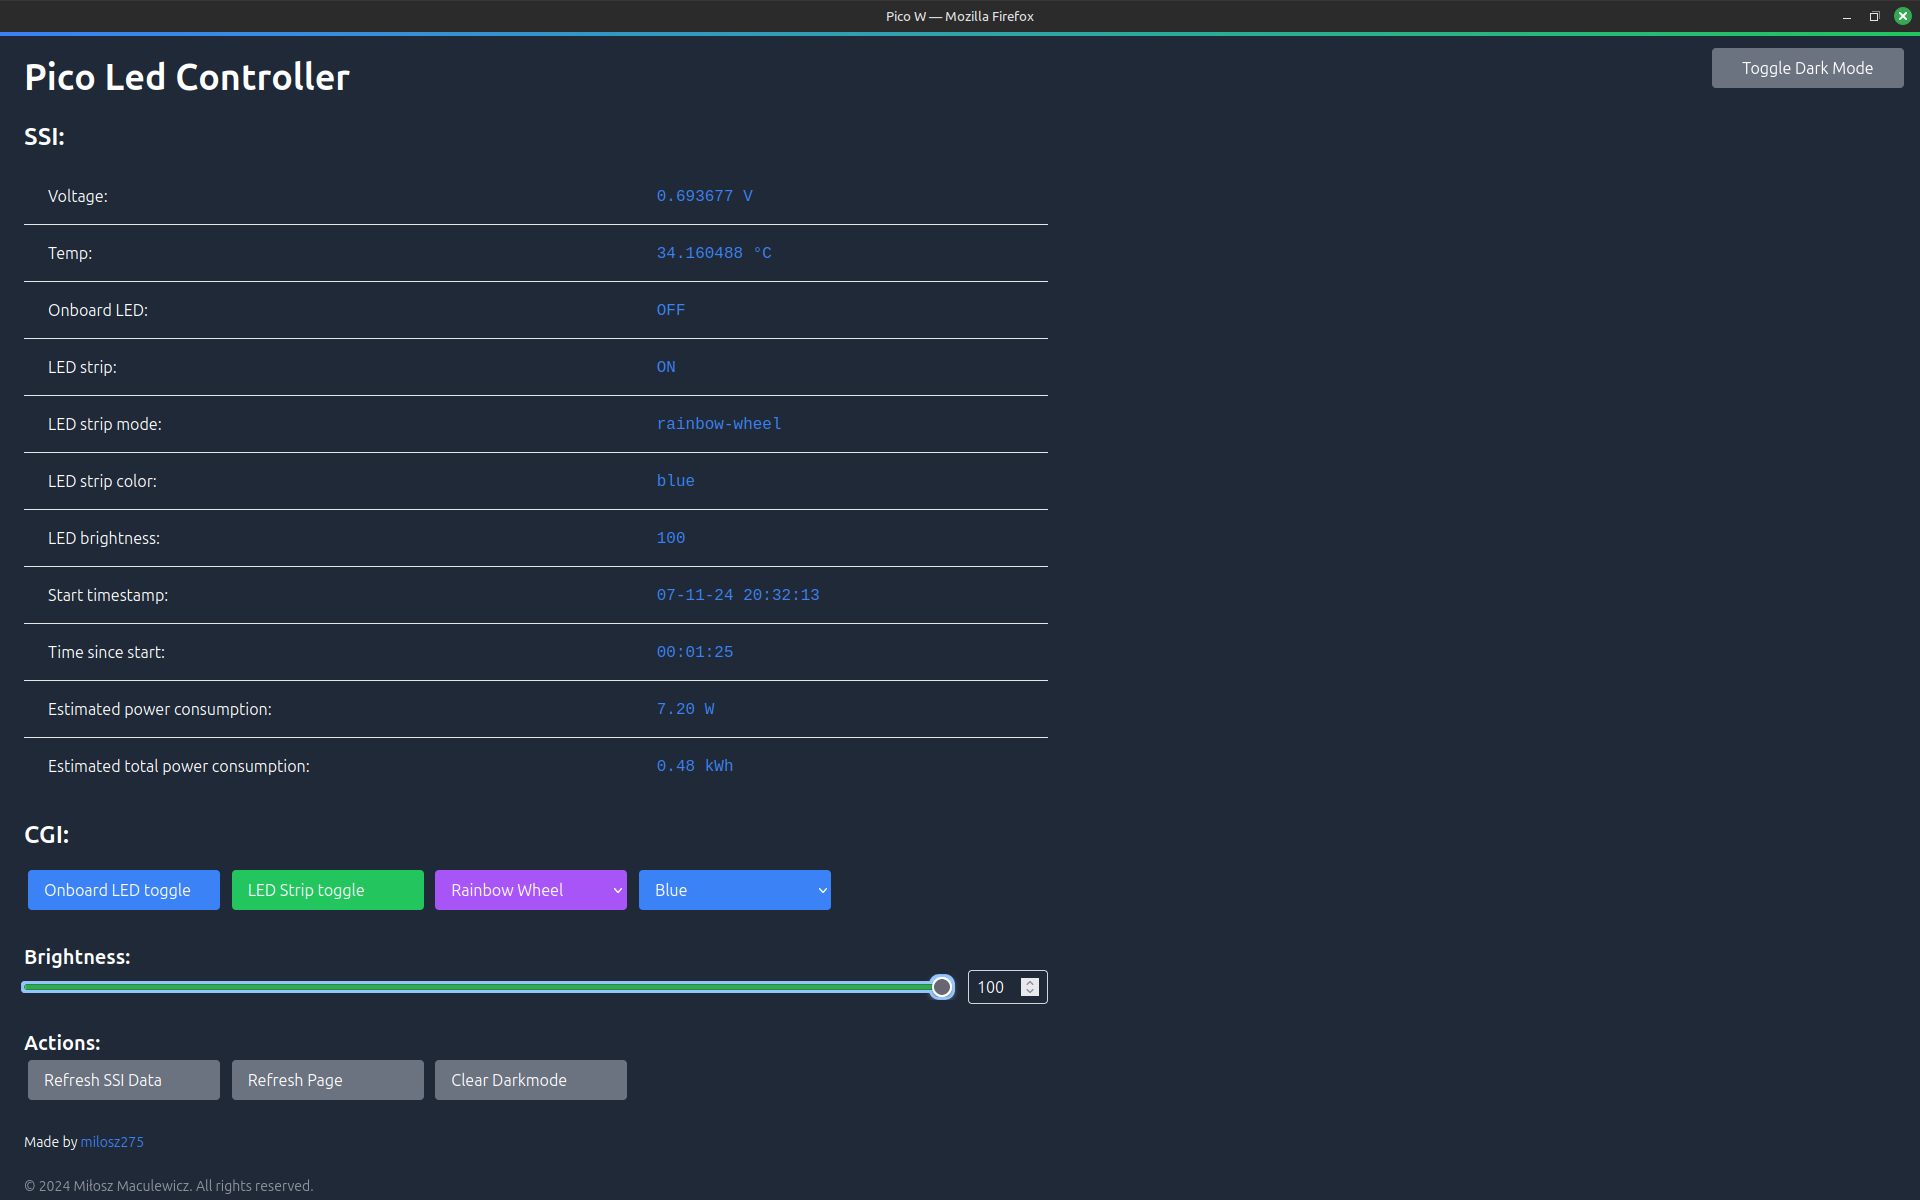 Pico W — Mozilla Firefox
Pico Led Controller
Toggle Dark Mode
SSI:
Voltage: 0.693677 V
Temp: 34.160488 °C
Onboard LED: OFF
LED strip: ON
LED strip mode: rainbow-wheel
LED strip color: blue
LED brightness: 100
Start timestamp: 07-11-24 20:32:13
Time since start: 00:01:25
Estimated power consumption: 7.20 W
Estimated total power consumption: 0.48 kWh
CGI:
Onboard LED toggle LED Strip toggle Rainbow Wheel Blue
Brightness:
100
Actions:
Refresh SSI Data Refresh Page Clear Darkmode
Made by milosz275
© 2024 Miłosz Maculewicz. All rights reserved.